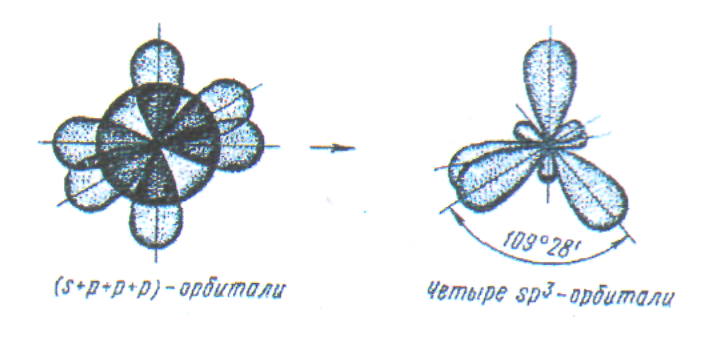 109°28'
(s+p+p+p)-орбитали
четыре sp³-орбитали